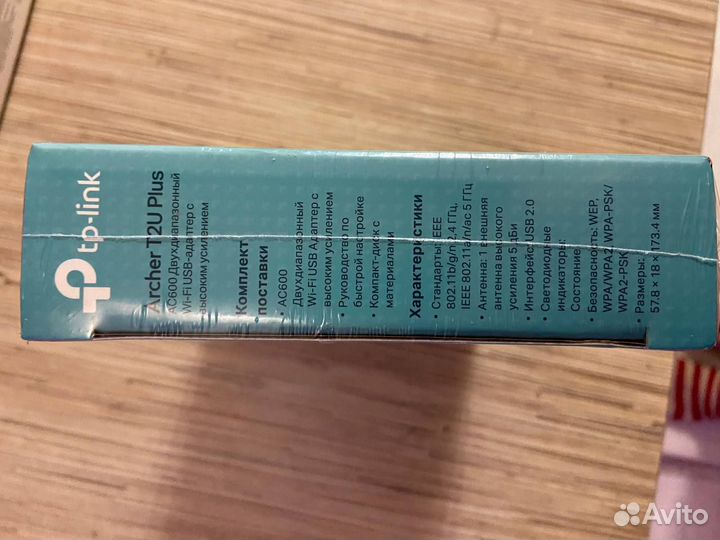 tp-link
Archer T2U Plus
AC600 Двухдиапазонный
Wi-Fi USB-адаптер с
высоким усилением
Комплект
поставки
• AC600
Двухдиапазонный
Wi-Fi USB Адаптер с
высоким усилением
• Руководство по
быстрой настройке
• Компакт-диск с
материалами
Характеристики
• Стандарты: IEEE
802.11b/g/n 2,4 ГГц,
IEEE 802.11a/n/ac 5 ГГц
• Антенна: 1 внешняя
антенна высокого
усиления 5 дБи
• Интерфейс: USB 2.0
• Светодиодные
индикаторы:
Состояние
• Безопасность: WEP,
WPA/WPA2, WPA-PSK/
WPA2-PSK
• Размеры:
57.8 × 18 × 173.4 мм
Avito